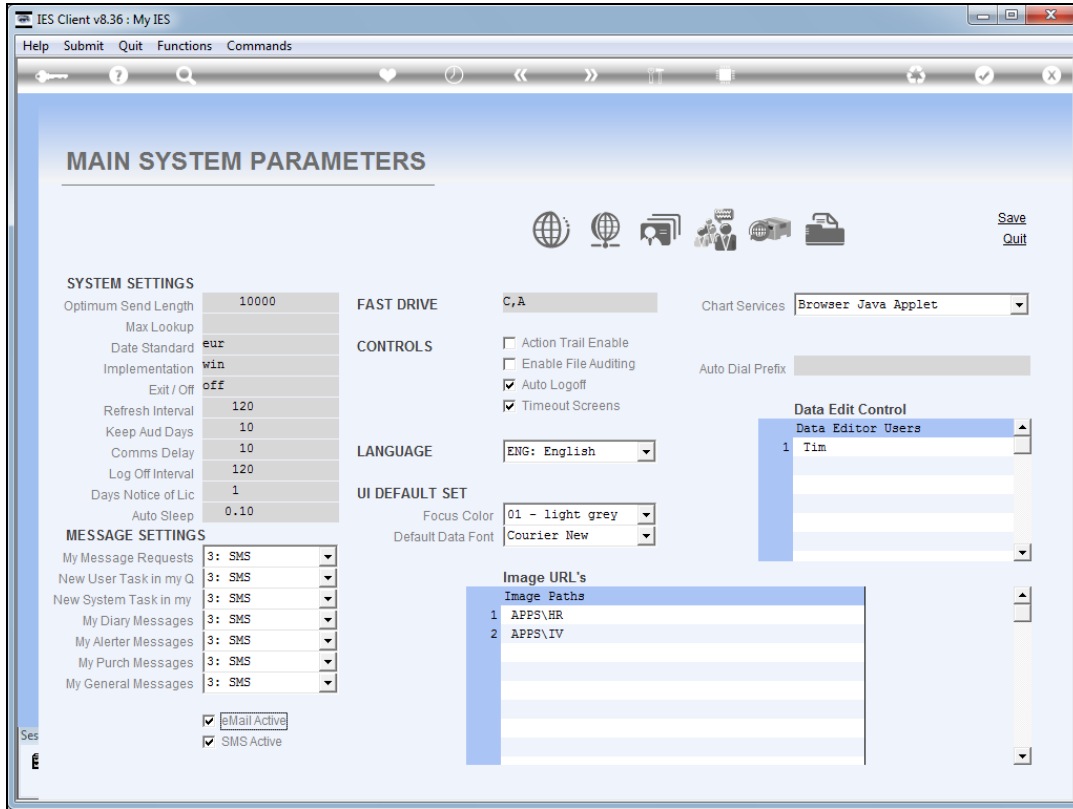 IES Client v8.36 : My IES
Help Submit Quit Functions Commands
MAIN SYSTEM PARAMETERS
Save
Quit
SYSTEM SETTINGS
Optimum Send Length 10000
Max Lookup
Date Standard eur
Implementation win
Exit / Off off
Refresh Interval 120
Keep Aud Days 10
Comms Delay 10
Log Off Interval 120
Days Notice of Lic 1
Auto Sleep 0.10
MESSAGE SETTINGS
My Message Requests 3: SMS
New User Task in my Q 3: SMS
New System Task in my 3: SMS
My Diary Messages 3: SMS
My Alerter Messages 3: SMS
My Purch Messages 3: SMS
My General Messages 3: SMS
eMail Active
SMS Active
FAST DRIVE C,A
CONTROLS
Action Trail Enable
Enable File Auditing
Auto Logoff
Timeout Screens
LANGUAGE ENG: English
UI DEFAULT SET
Focus Color 01 - light grey
Default Data Font Courier New
Chart Services Browser Java Applet
Auto Dial Prefix
Data Edit Control
Data Editor Users
1 Tim
Image URL's
Image Paths
1 APPS\HR
2 APPS\IV
Ses